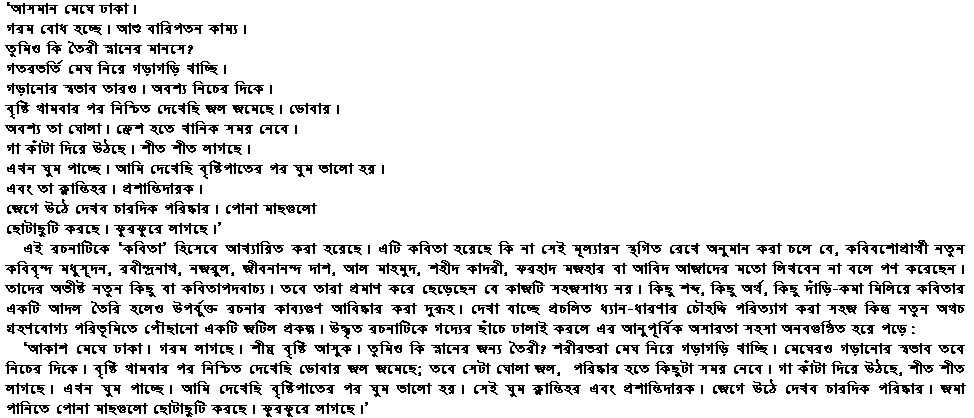 ‘আসমান মেঘে ঢাকা।
গরম বোধ হচ্ছে। আশু বারিপতন কাম্য।
তুমিও কি তৈরী স্নানের মানসে?
গতরভর্তি মেঘ নিয়ে গড়াগড়ি খাচ্ছি।
গড়ানোর স্বভাব তারও। অবশ্য নিচের দিকে।
বৃষ্টি থামবার পর নিশ্চিত দেখেছি জল জমেছে। ডোবার।
অবশ্য তা ঘোলা। ফ্রেশ হতে খানিক সময় নেবে।
গা কাঁটা দিয়ে উঠছে। শীত শীত লাগছে।
এখন ঘুম পাচ্ছে। আমি দেখেছি বৃষ্টিপাতের পর ঘুম ভালো হয়।
এবং তা ক্লান্তিহর। প্রশান্তিদায়ক।
জেগে উঠে দেখব চারদিক পরিষ্কার। পোনা মাছগুলো
ছোটাছুটি করছে। ফুরফুরে লাগছে।’
এই রচনাটিকে ‘কবিতা’ হিসেবে আখ্যায়িত করা হয়েছে। এটি কবিতা হয়েছে কি না সেই মূল্যায়ন স্থগিত রেখে অনুমান করা চলে যে, কবিযশোপ্রার্থী নতুন
কবিবৃন্দ মধুসূদন, রবীন্দ্রনাথ, নজরুল, জীবনানন্দ দাশ, আল মাহমুদ, শহীদ কাদরী, ফরহাদ মজহার বা আবিদ আজাদের মতো লিখবেন না বলে পণ করেছেন।
তাদের অভীষ্ট নতুন কিছু বা কবিতাপদবাচ্য। তবে তারা প্রমাণ করে ছেড়েছেন যে কাজটি সহজসাধ্য নয়। কিছু শব্দ, কিছু অর্থ, কিছু দাঁড়ি-কমা মিলিয়ে কবিতার
একটি আদল তৈরি হলেও উপর্যুক্ত রচনার কাব্যগুণ আবিষ্কার করা দুরূহ। দেখা যাচ্ছে প্রচলিত ধ্যান-ধারণার চৌহদ্দি পরিত্যাগ করা সহজ কিন্তু নতুন অথচ
গ্রহণযোগ্য পরিভূমিতে পৌঁছানো একটি জটিল প্রকল্প। উদ্ধৃত রচনাটিকে গদ্যের ছাঁচে ঢালাই করলে এর আনুপূর্বিক অসারতা সহসা অনবগুণ্ঠিত হয়ে পড়ে :
‘আকাশ মেঘে ঢাকা। গরম লাগছে। শীঘ্র বৃষ্টি আসুক। তুমিও কি স্নানের জন্য তৈরী? শরীরভরা মেঘ নিয়ে গড়াগড়ি খাচ্ছি। মেঘেরও গড়ানোর স্বভাব তবে
নিচের দিকে। বৃষ্টি থামবার পর নিশ্চিত দেখেছি ডোবার জল জমেছে; তবে সেটা ঘোলা জল, পরিষ্কার হতে কিছুটা সময় নেবে। গা কাঁটা দিয়ে উঠছে, শীত শীত
লাগছে। এখন ঘুম পাচ্ছে। আমি দেখেছি বৃষ্টিপাতের পর ঘুম ভালো হয়। সেই ঘুম ক্লান্তিহর এবং প্রশান্তিদায়ক। জেগে উঠে দেখব চারদিক পরিষ্কার। জমা
পানিতে পোনা মাছগুলো ছোটাছুটি করছে। ফুরফুরে লাগছে।’